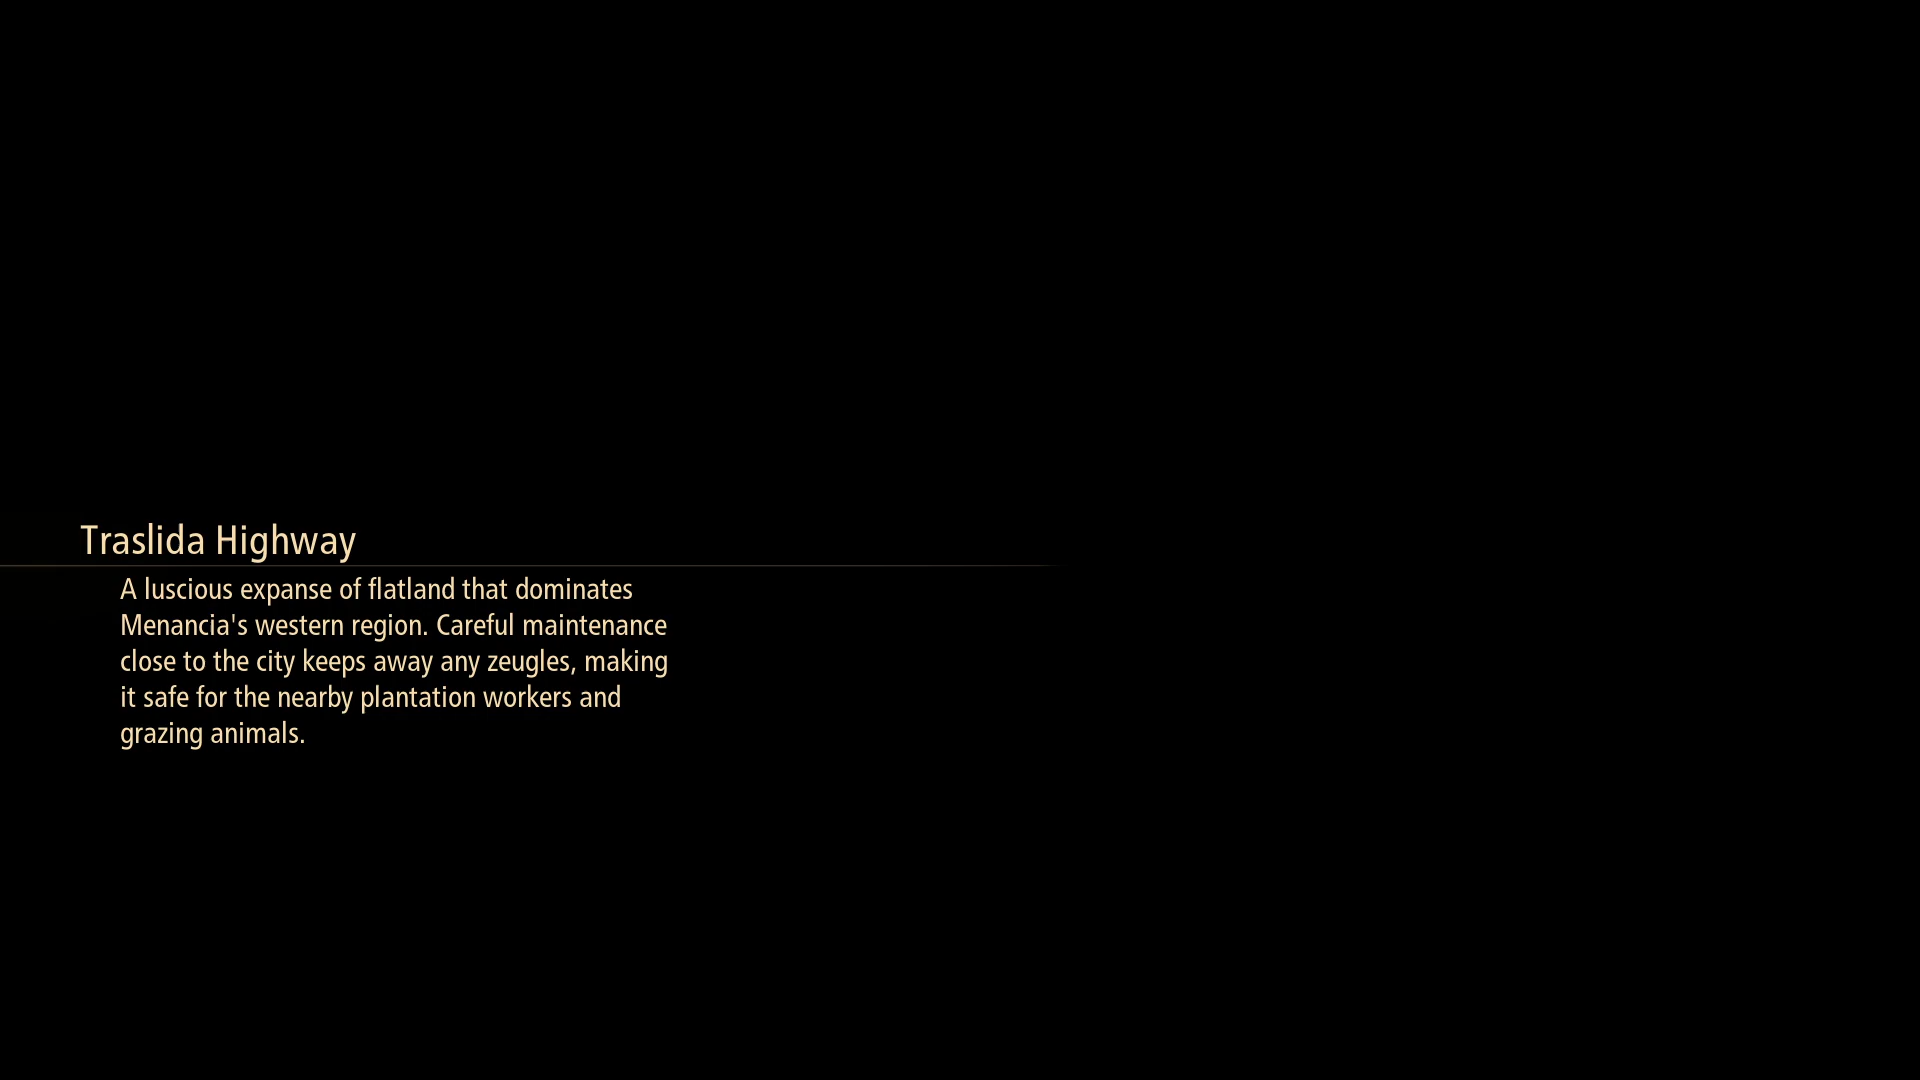 Traslida Highway
A luscious expanse of flatland that dominates
Menancia's western region. Careful maintenance
close to the city keeps away any zeugles, making
it safe for the nearby plantation workers and
grazing animals.